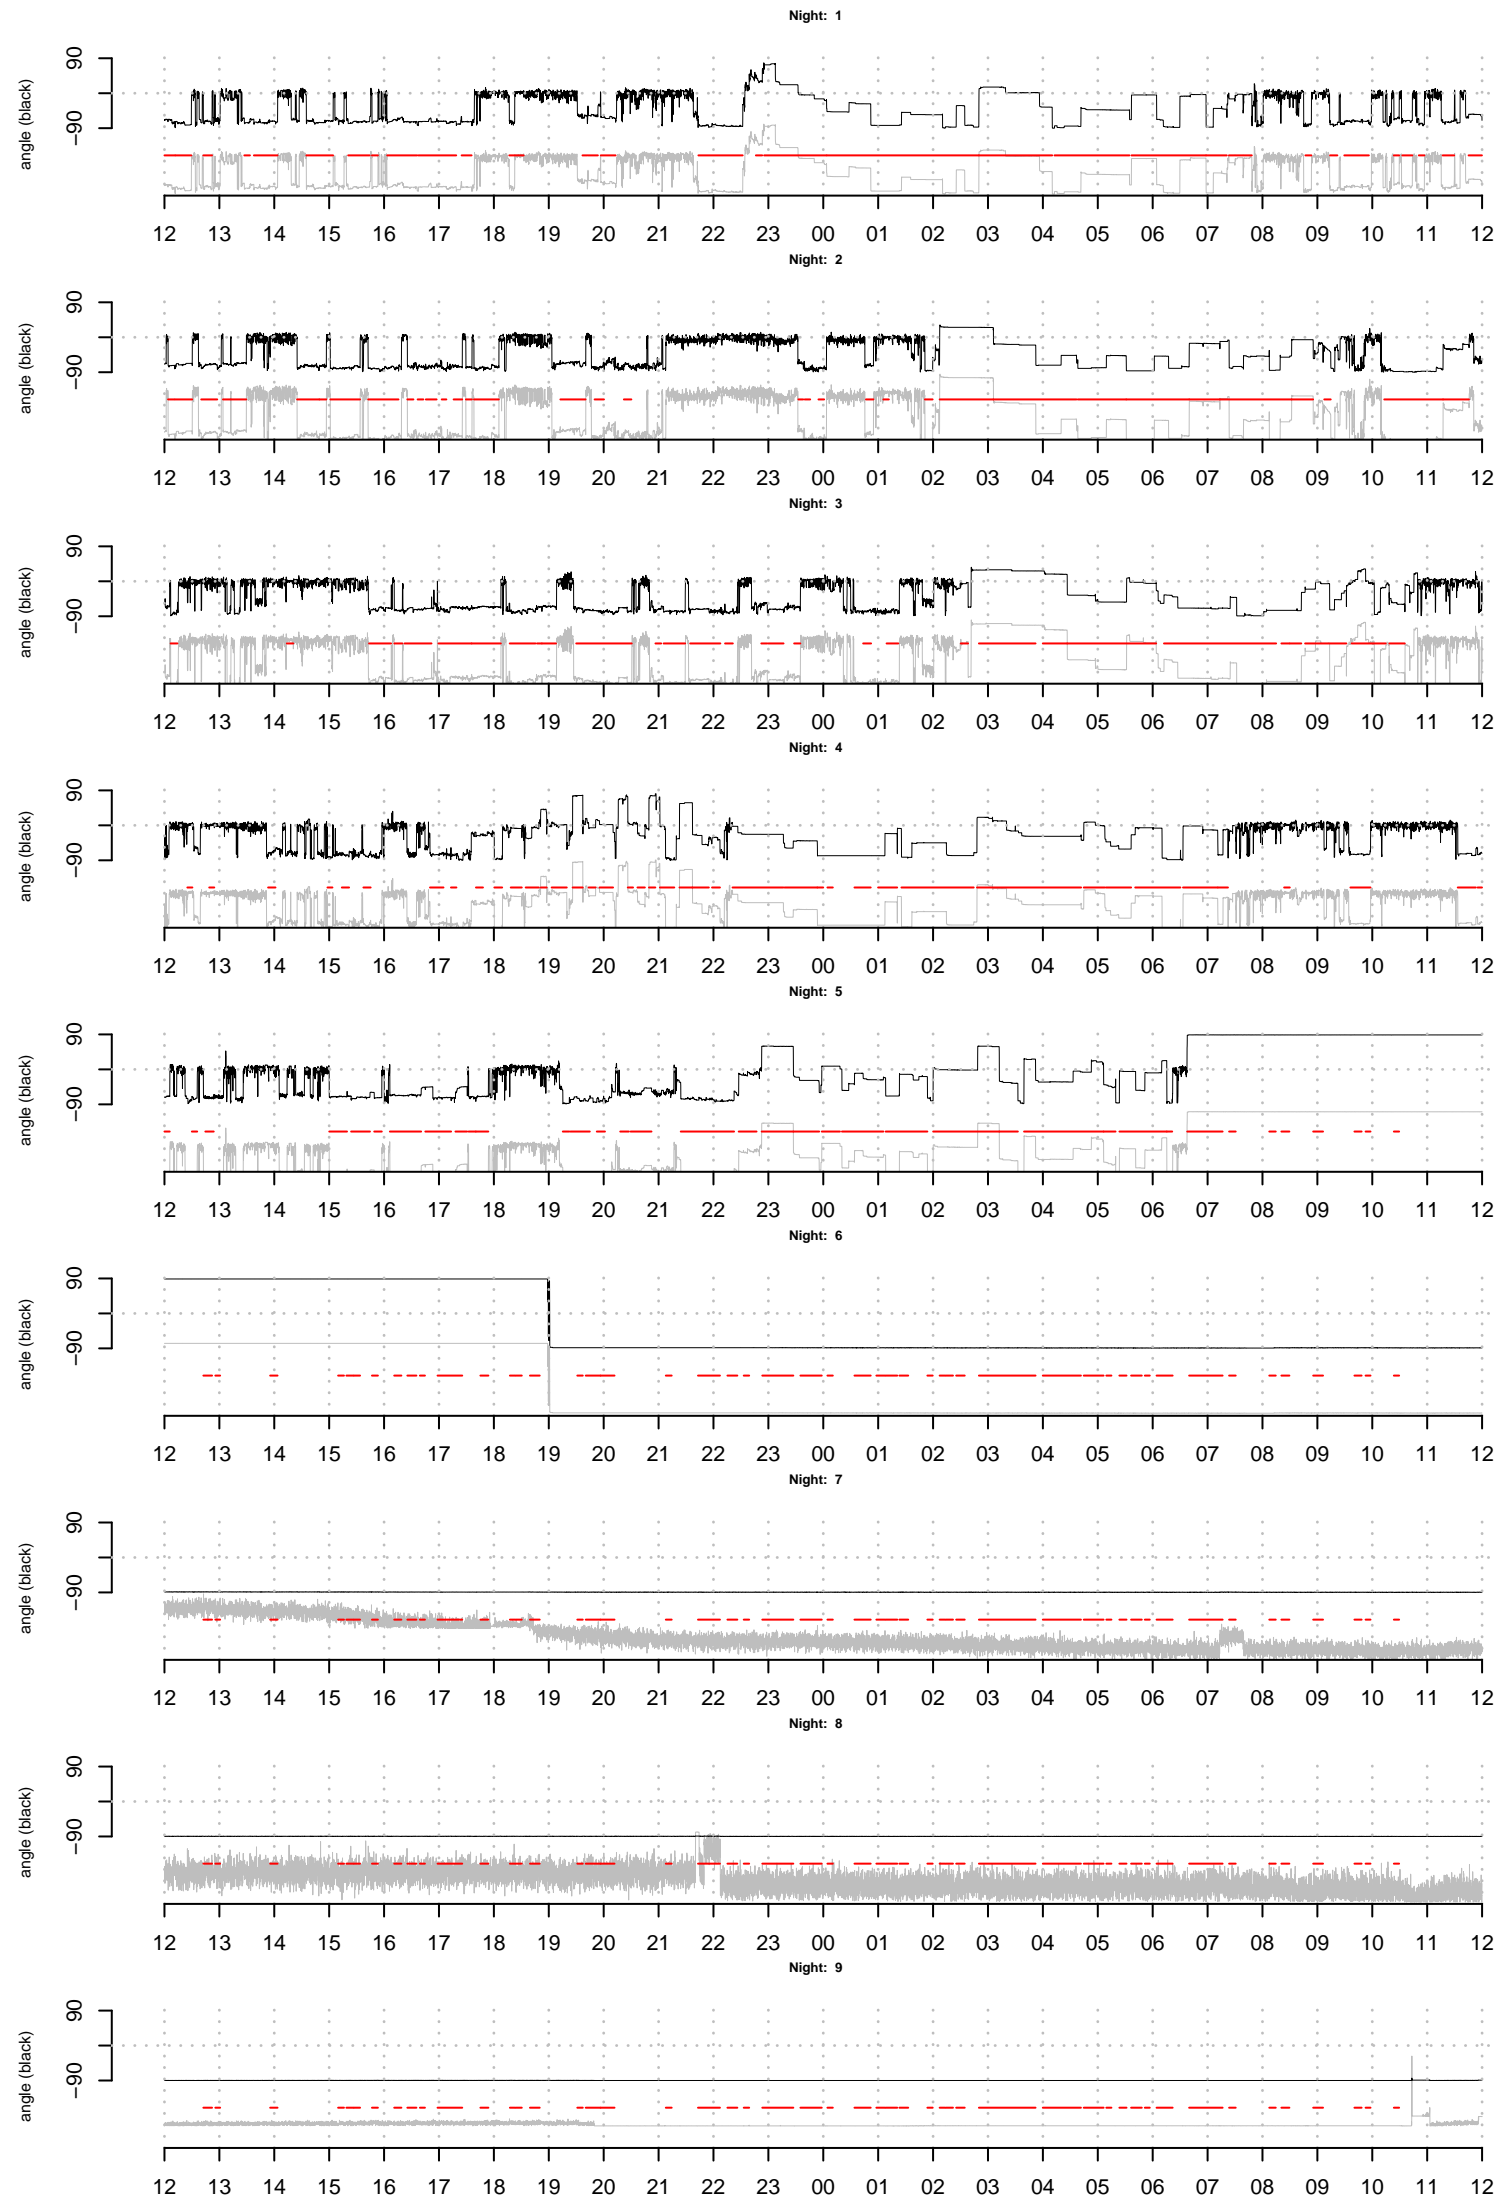 Night: 1
90
-90
angle (black)
12 13 14 15 16 17 18 19 20 21 22 23 00 01 02 03 04 05 06 07 08 09 10 11 12
Night: 2
90
-90
angle (black)
12 13 14 15 16 17 18 19 20 21 22 23 00 01 02 03 04 05 06 07 08 09 10 11 12
Night: 3
90
-90
angle (black)
12 13 14 15 16 17 18 19 20 21 22 23 00 01 02 03 04 05 06 07 08 09 10 11 12
Night: 4
90
-90
angle (black)
12 13 14 15 16 17 18 19 20 21 22 23 00 01 02 03 04 05 06 07 08 09 10 11 12
Night: 5
90
-90
angle (black)
12 13 14 15 16 17 18 19 20 21 22 23 00 01 02 03 04 05 06 07 08 09 10 11 12
Night: 6
90
-90
angle (black)
12 13 14 15 16 17 18 19 20 21 22 23 00 01 02 03 04 05 06 07 08 09 10 11 12
Night: 7
90
-90
angle (black)
12 13 14 15 16 17 18 19 20 21 22 23 00 01 02 03 04 05 06 07 08 09 10 11 12
Night: 8
90
-90
angle (black)
12 13 14 15 16 17 18 19 20 21 22 23 00 01 02 03 04 05 06 07 08 09 10 11 12
Night: 9
90
-90
angle (black)
12 13 14 15 16 17 18 19 20 21 22 23 00 01 02 03 04 05 06 07 08 09 10 11 12